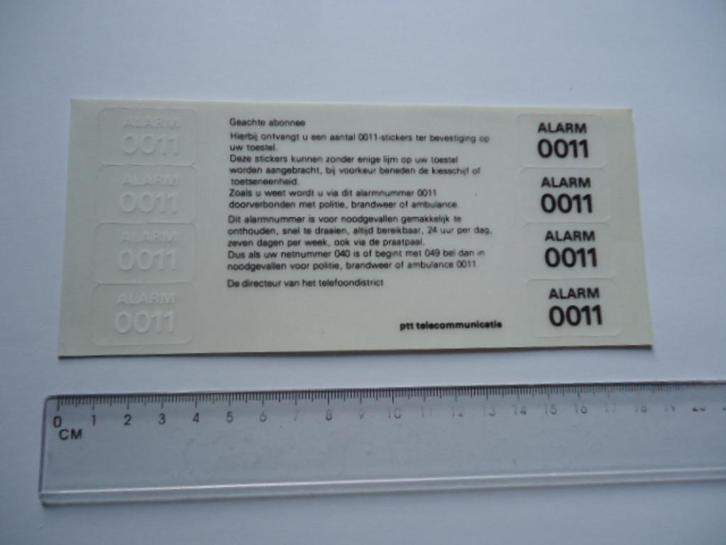 ALARM
0011
ALARM
0011
ALARM
0011
ALARM
0011
Geachte abonnee
Hierbij ontvangt u een aantal 0011-stickers ter bevestiging op
uw toestel.
Deze stickers kunnen zonder enige lijm op uw toestel
worden aangebracht, bij voorkeur beneden de kiesschijf of
toetseneenheid.
Zoals u weet wordt u via dit alarmnummer 0011
doorverbonden met politie, brandweer of ambulance.
Dit alarmnummer is voor noodgevallen gemakkelijk te
onthouden, snel te draaien, altijd bereikbaar, 24 uur per dag,
zeven dagen per week, ook via de praatpaal.
Dus als uw netnummer 040 is of begint met 049 bel dan in
noodgevallen voor politie, brandweer of ambulance 0011.
De directeur van het telefoondistrict
ptt telecommunicatie
ALARM
0011
ALARM
0011
ALARM
0011
ALARM
0011
0 1 2 3 4 5 6 7 8 9 10 11 12 13 14 15 16 17 18 19
CM